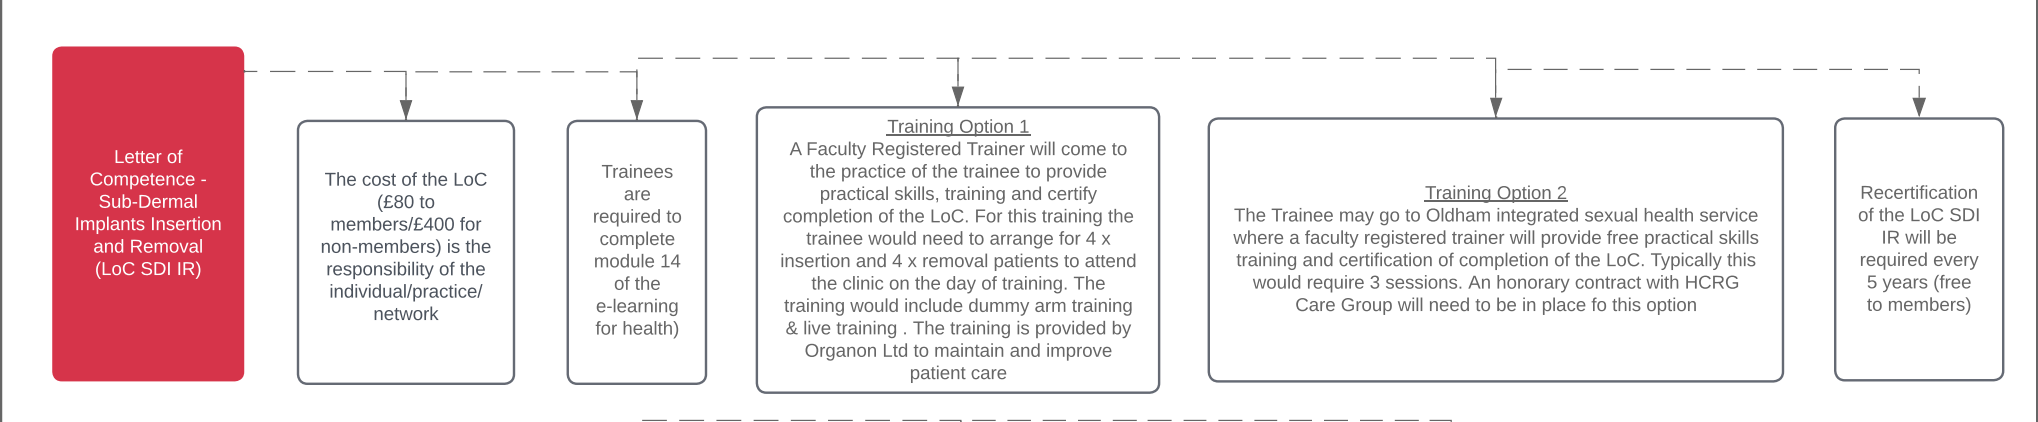 Letter of
Competence -
Sub-Dermal
Implants Insertion
and Removal
(LoC SDI IR)
The cost of the LoC
(£80 to
members/£400 for
non-members) is the
responsibility of the
individual/practice/
network
Trainees
are
required to
complete
module 14
of the
e-learning
for health)
Training Option 1
A Faculty Registered Trainer will come to
the practice of the trainee to provide
practical skills, training and certify
completion of the LoC. For this training the
trainee would need to arrange for 4 x
insertion and 4 x removal patients to attend
the clinic on the day of training. The
training would include dummy arm training
& live training . The training is provided by
Organon Ltd to maintain and improve
patient care
Training Option 2
The Trainee may go to Oldham integrated sexual health service
where a faculty registered trainer will provide free practical skills
training and certification of completion of the LoC. Typically this
would require 3 sessions. An honorary contract with HCRG
Care Group will need to be in place fo this option
Recertification
of the LoC SDI
IR will be
required every
5 years (free
to members)